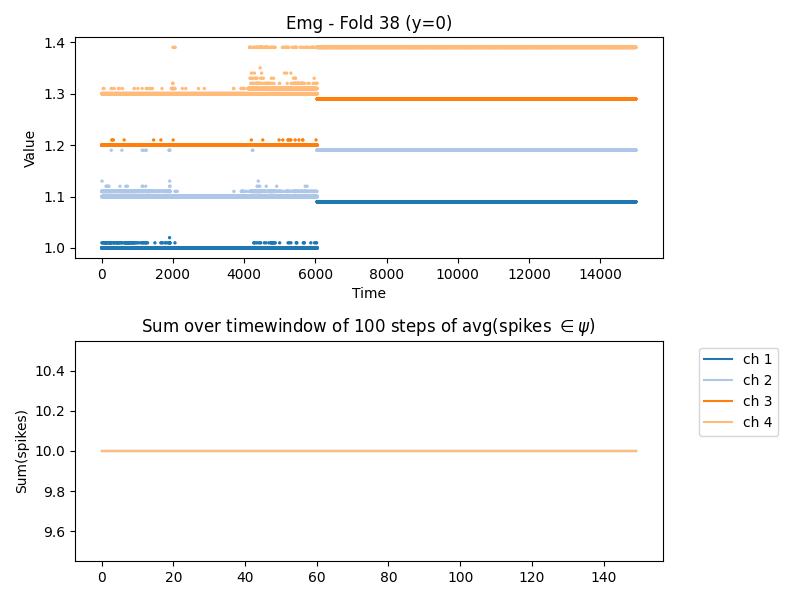 Emg - Fold 38 (y=0)
1.4
1.3
1.2
1.1
1.0
Value
0 2000 4000 6000 8000 10000 12000 14000
Time
Sum over timewindow of 100 steps of avg(spikes ∈ψ)
10.4
10.2
10.0
9.8
9.6
Sum(spikes)
0 20 40 60 80 100 120 140
ch 1
ch 2
ch 3
ch 4